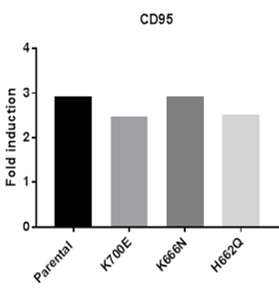 CD95
Fold induction
4
3
2
1
0
Parental
K700E
K666N
H662Q